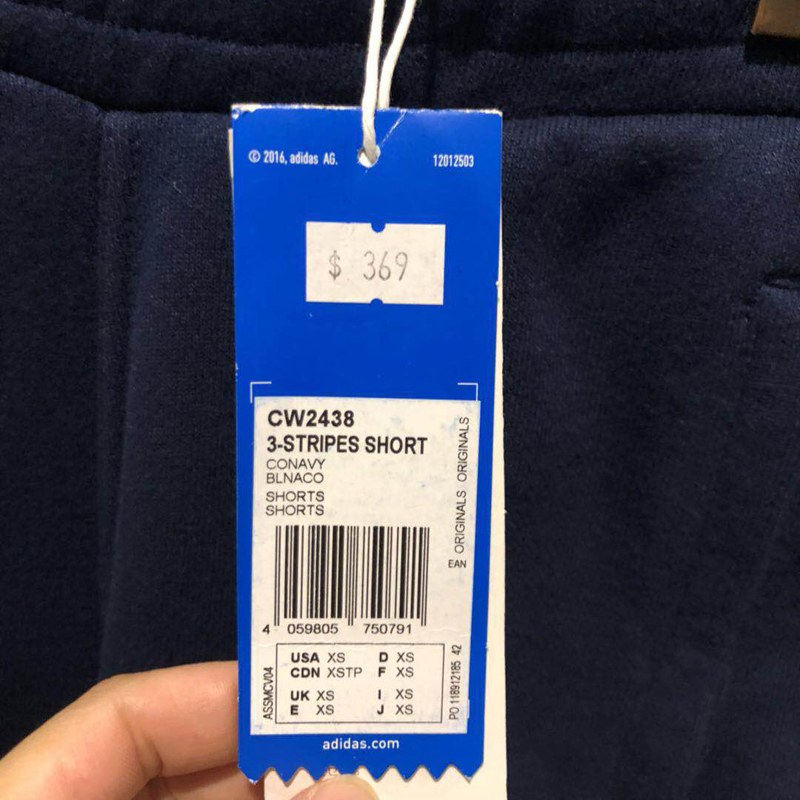 © 2016, adidas AG.
12012503
$ 369
CW2438
3-STRIPES SHORT
CONAVY
BLNACO
SHORTS
SHORTS
ORIGINALS ORIGINALS
EAN
4 059805 750791
ASSMCV04
USA XS D XS
CDN XSTP F XS
UK XS I XS
E XS J XS
PO 118912185 42
adidas.com